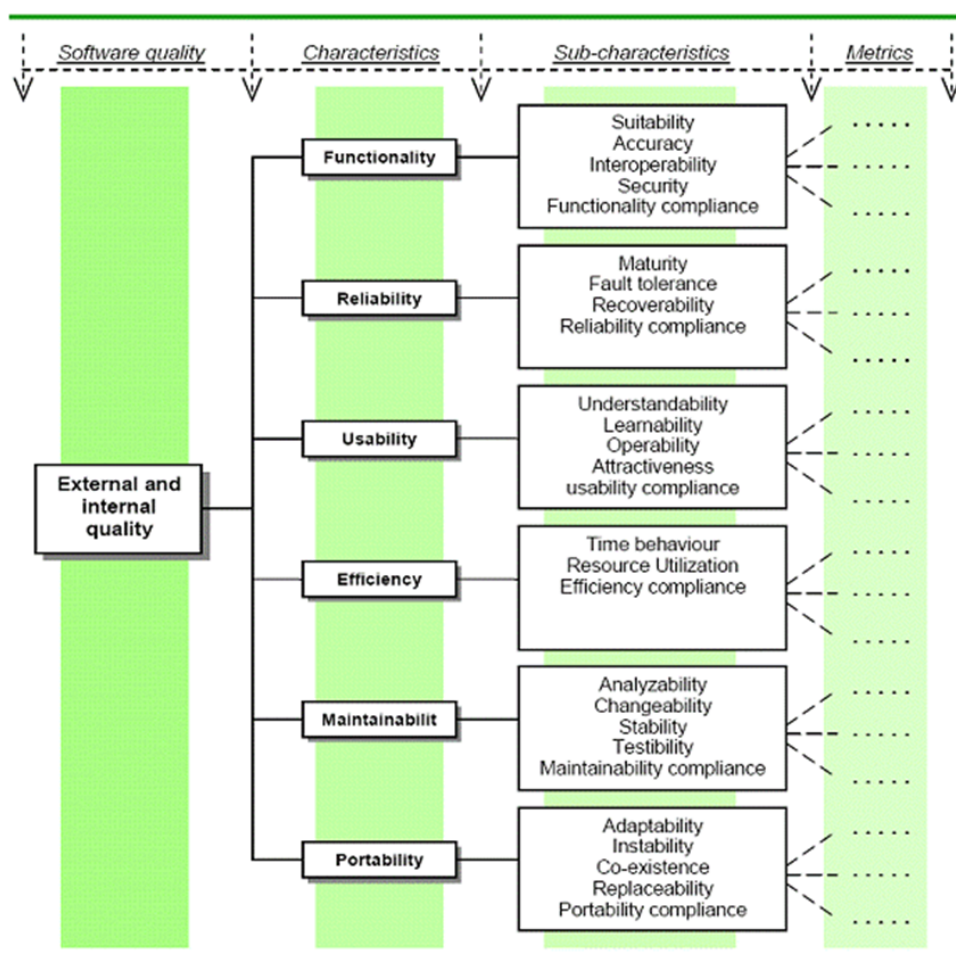 Software quality
Characteristics
Sub-characteristics
Metrics
Functionality
Suitability
Accuracy
Interoperability
Security
Functionality compliance
.....
.....
.....
Reliability
Maturity
Fault tolerance
Recoverability
Reliability compliance
.....
.....
.....
Usability
Understandability
Learnability
Operability
Attractiveness
usability compliance
.....
.....
.....
External and
internal
quality
Efficiency
Time behaviour
Resource Utilization
Efficiency compliance
.....
.....
.....
Maintainabilit
Analyzability
Changeability
Stability
Testibility
Maintainability compliance
.....
.....
.....
Portability
Adaptability
Instability
Co-existence
Replaceability
Portability compliance
.....
.....
.....